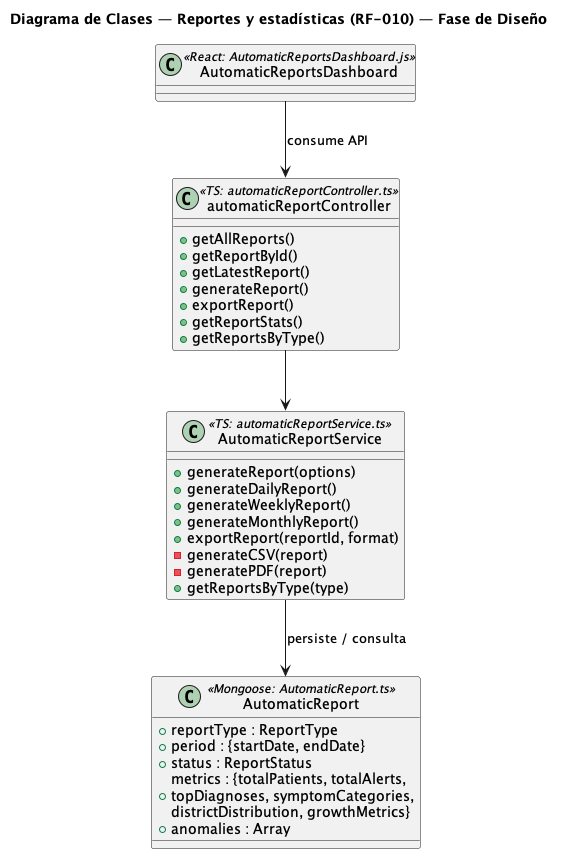 Diagrama de Clases — Reportes y estadísticas (RF-010) — Fase de Diseño
C
«React: AutomaticReportsDashboard.js»
AutomaticReportsDashboard
consume API
C
«TS: automaticReportController.ts»
automaticReportController
getAllReports()
getReportById()
getLatestReport()
generateReport()
exportReport()
getReportStats()
getReportsByType()
C
«TS: automaticReportService.ts»
AutomaticReportService
generateReport(options)
generateDailyReport()
generateWeeklyReport()
generateMonthlyReport()
exportReport(reportId, format)
generateCSV(report)
generatePDF(report)
getReportsByType(type)
persiste / consulta
C
«Mongoose: AutomaticReport.ts»
AutomaticReport
reportType : ReportType
period : {startDate, endDate}
status : ReportStatus
metrics : {totalPatients, totalAlerts,
topDiagnoses, symptomCategories,
districtDistribution, growthMetrics}
anomalies : Array